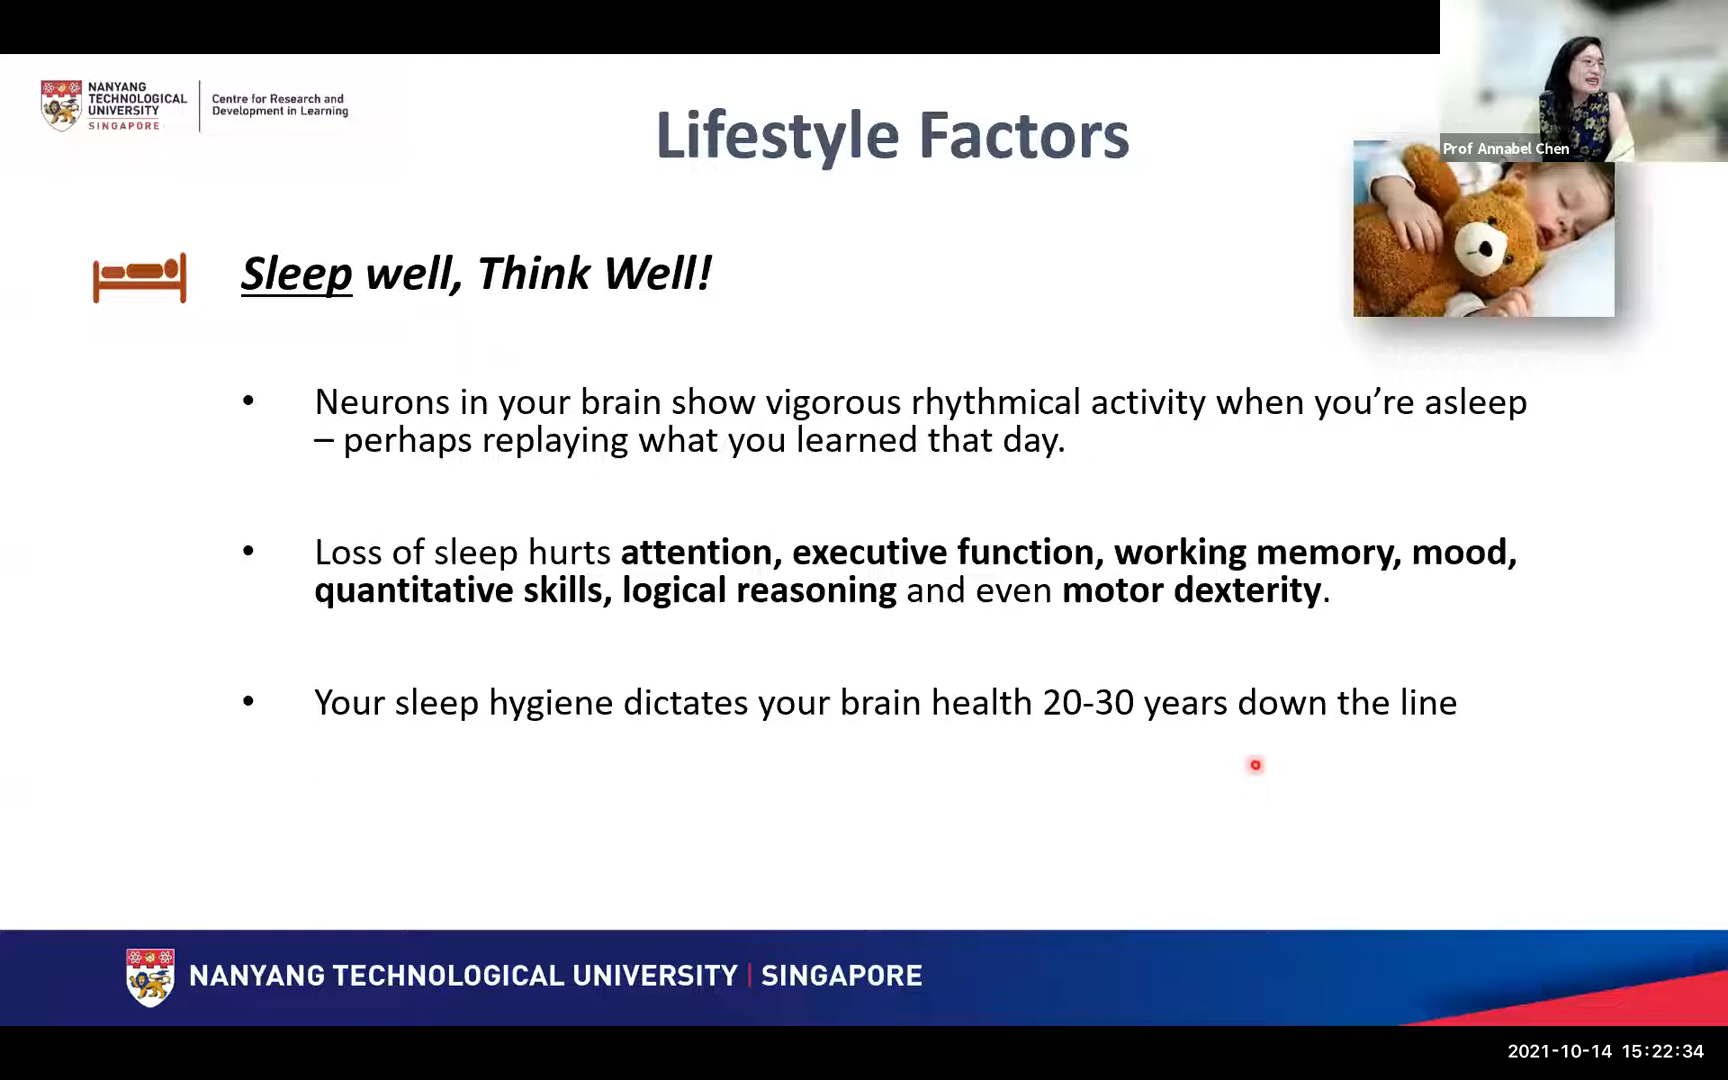 NANYANG
TECHNOLOGICAL
UNIVERSITY
SINGAPORE
Centre for Research and
Development in Learning
Lifestyle Factors
Prof Annabel Chen
Sleep well, Think Well!
• Neurons in your brain show vigorous rhythmical activity when you’re asleep
– perhaps replaying what you learned that day.
• Loss of sleep hurts attention, executive function, working memory, mood,
quantitative skills, logical reasoning and even motor dexterity.
• Your sleep hygiene dictates your brain health 20-30 years down the line
NANYANG TECHNOLOGICAL UNIVERSITY | SINGAPORE
2021-10-14 15:22:34